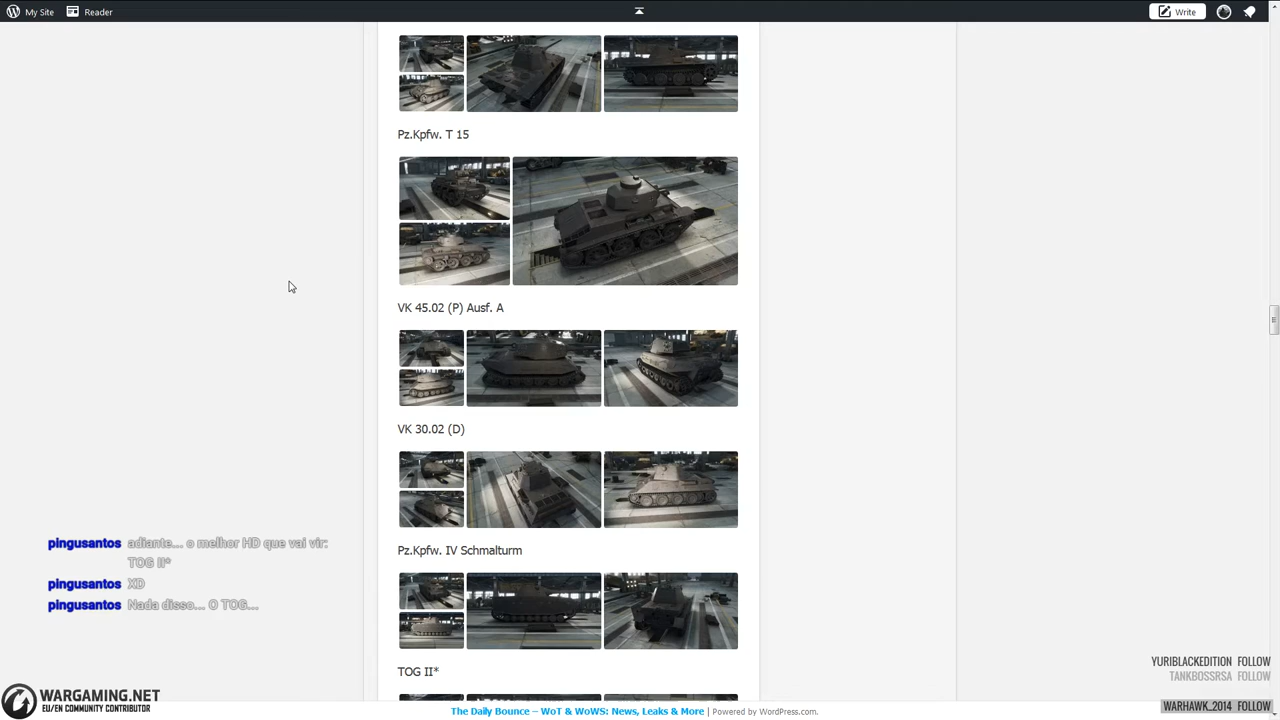 My Site
Reader
Write
Pz.Kpfw. T 15
VK 45.02 (P) Ausf. A
VK 30.02 (D)
Pz.Kpfw. IV Schmalturm
TOG II*
pingusantos adiante... o melhor HD que vai vir:
TOG II*
pingusantos XD
pingusantos Nada disso... O TOG...
YURIBLACKEDITION FOLLOW
TANKBOSSRSA FOLLOW
WARHAWK_2014 FOLLOW
WARGAMING.NET
EU/EN COMMUNITY CONTRIBUTOR
The Daily Bounce – WoT & WoWS: News, Leaks & More | Powered by WordPress.com.